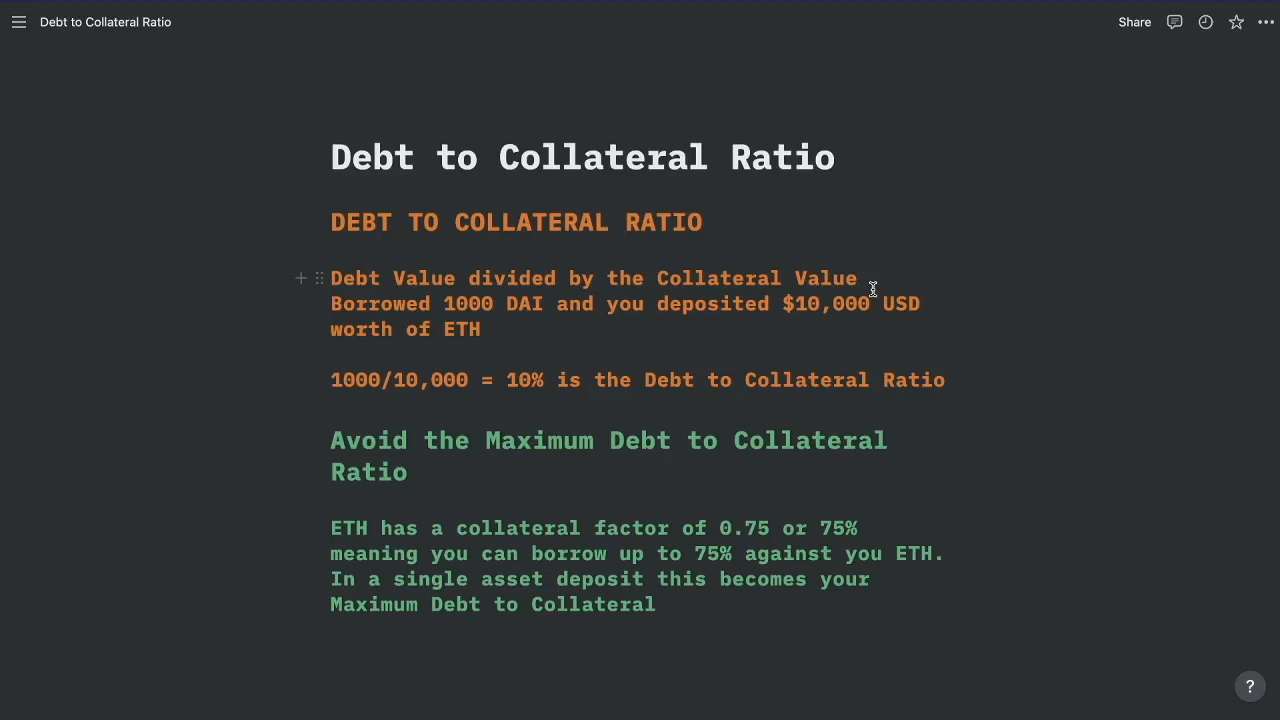 Debt to Collateral Ratio
Share
Debt to Collateral Ratio
DEBT TO COLLATERAL RATIO
Debt Value divided by the Collateral Value
Borrowed 1000 DAI and you deposited $10,000 USD
worth of ETH
1000/10,000 = 10% is the Debt to Collateral Ratio
Avoid the Maximum Debt to Collateral
Ratio
ETH has a collateral factor of 0.75 or 75%
meaning you can borrow up to 75% against you ETH.
In a single asset deposit this becomes your
Maximum Debt to Collateral
?